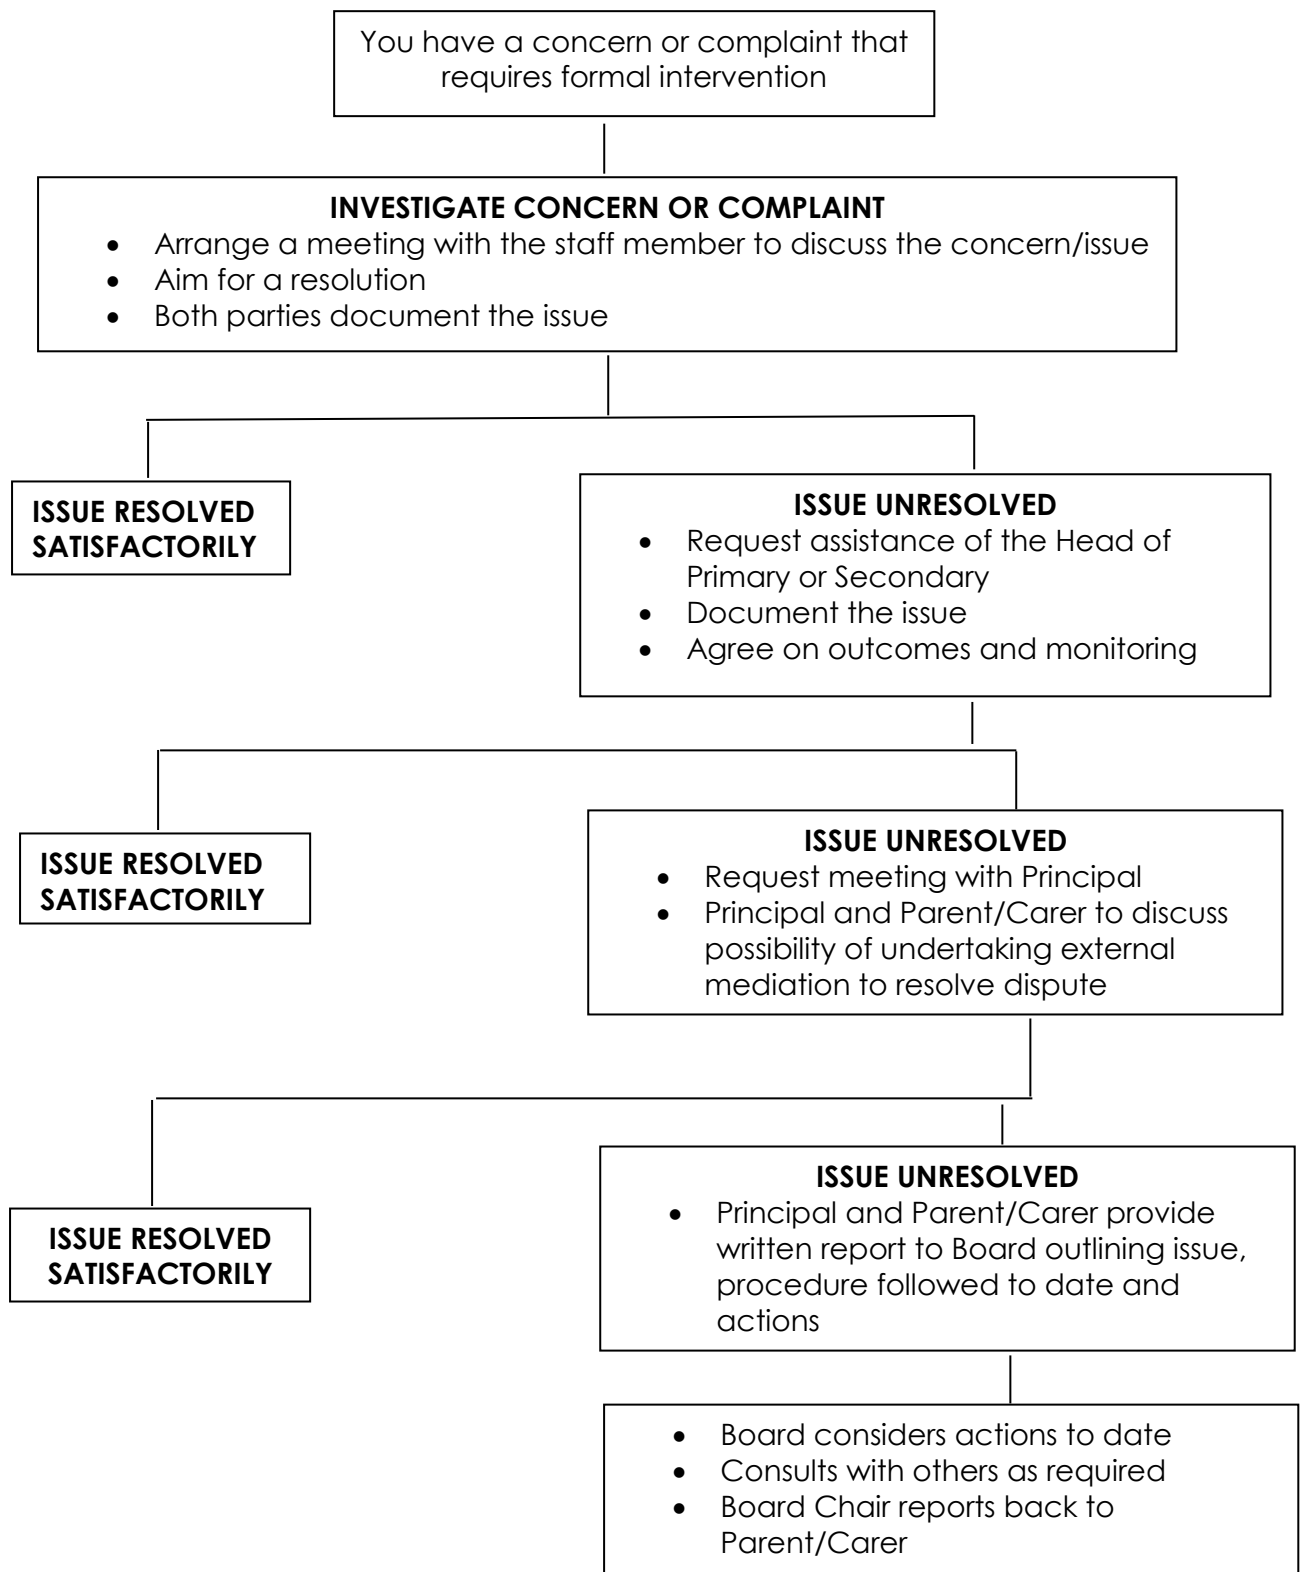 You have a concern or complaint that
requires formal intervention
INVESTIGATE CONCERN OR COMPLAINT
• Arrange a meeting with the staff member to discuss the concern/issue
• Aim for a resolution
• Both parties document the issue
ISSUE RESOLVED
SATISFACTORILY
ISSUE UNRESOLVED
• Request assistance of the Head of
Primary or Secondary
• Document the issue
• Agree on outcomes and monitoring
ISSUE RESOLVED
SATISFACTORILY
ISSUE UNRESOLVED
• Request meeting with Principal
• Principal and Parent/Carer to discuss
possibility of undertaking external
mediation to resolve dispute
ISSUE RESOLVED
SATISFACTORILY
ISSUE UNRESOLVED
• Principal and Parent/Carer provide
written report to Board outlining issue,
procedure followed to date and
actions
• Board considers actions to date
• Consults with others as required
• Board Chair reports back to
Parent/Carer